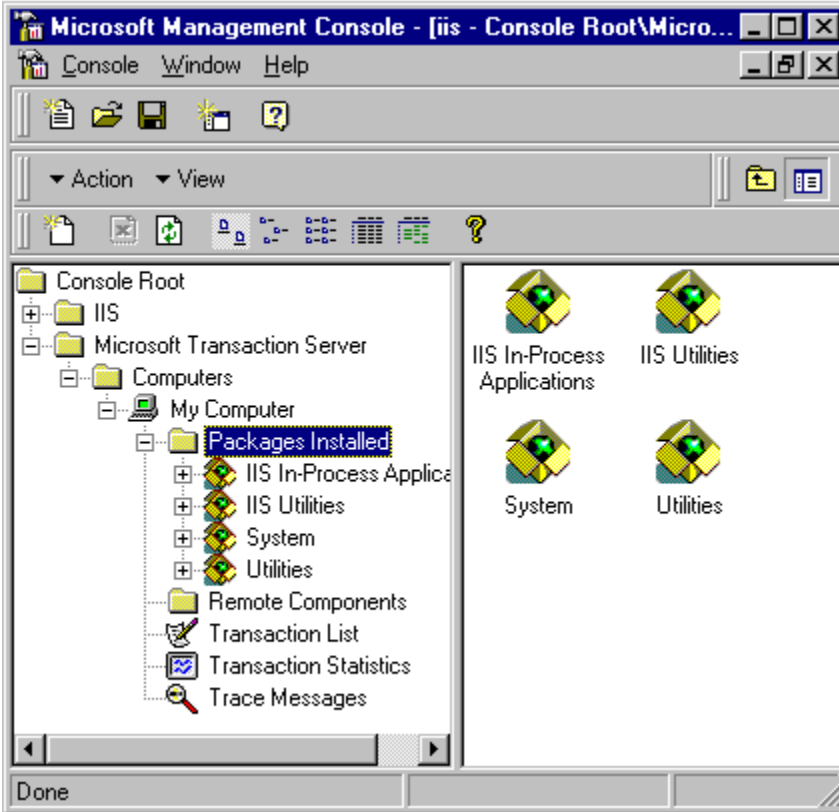 Microsoft Management Console - [iis - Console Root\Micro...
Console Window Help
Action View
Console Root
IIS
Microsoft Transaction Server
Computers
My Computer
Packages Installed
IIS In-Process Applica
IIS Utilities
System
Utilities
Remote Components
Transaction List
Transaction Statistics
Trace Messages
IIS In-Process
Applications
IIS Utilities
System
Utilities
Done